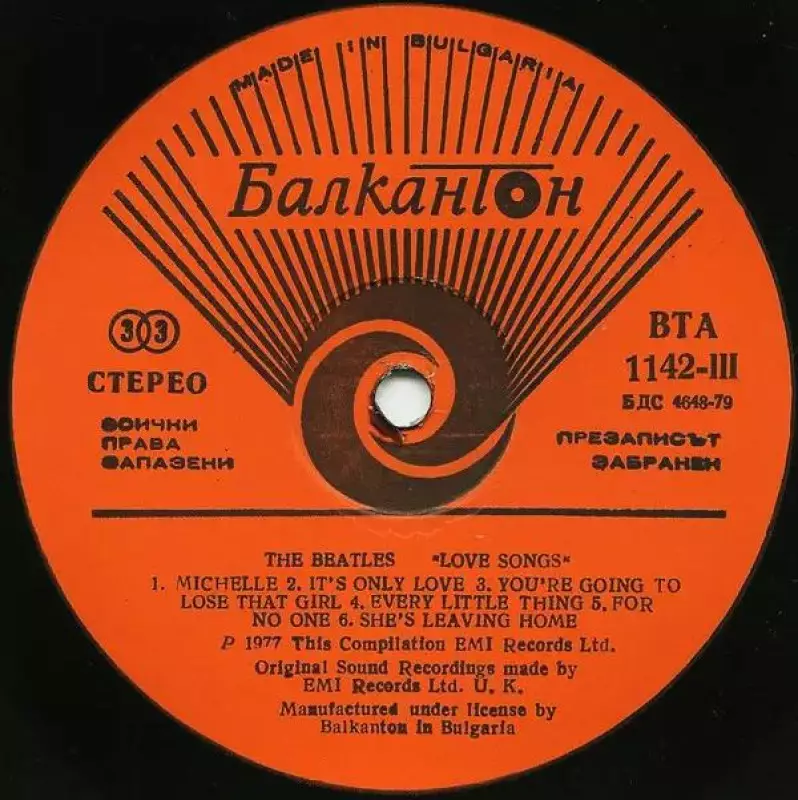 MADE IN BULGARIA
Балкантон
33
СТЕРЕО
ВСИЧКИ
ПРАВА
ЗАПАЗЕНИ
ВТА
1142-III
БДС 4648-79
ПРЕЗАПИСЪТ
ЗАБРАНЕН
THE BEATLES "LOVE SONGS"
1. MICHELLE 2. IT'S ONLY LOVE 3. YOU'RE GOING TO
LOSE THAT GIRL 4. EVERY LITTLE THING 5. FOR
NO ONE 6. SHE'S LEAVING HOME
P 1977 This Compilation EMI Records Ltd.
Original Sound Recordings made by
EMI Records Ltd. U. K.
Manufactured under license by
Balkanton in Bulgaria